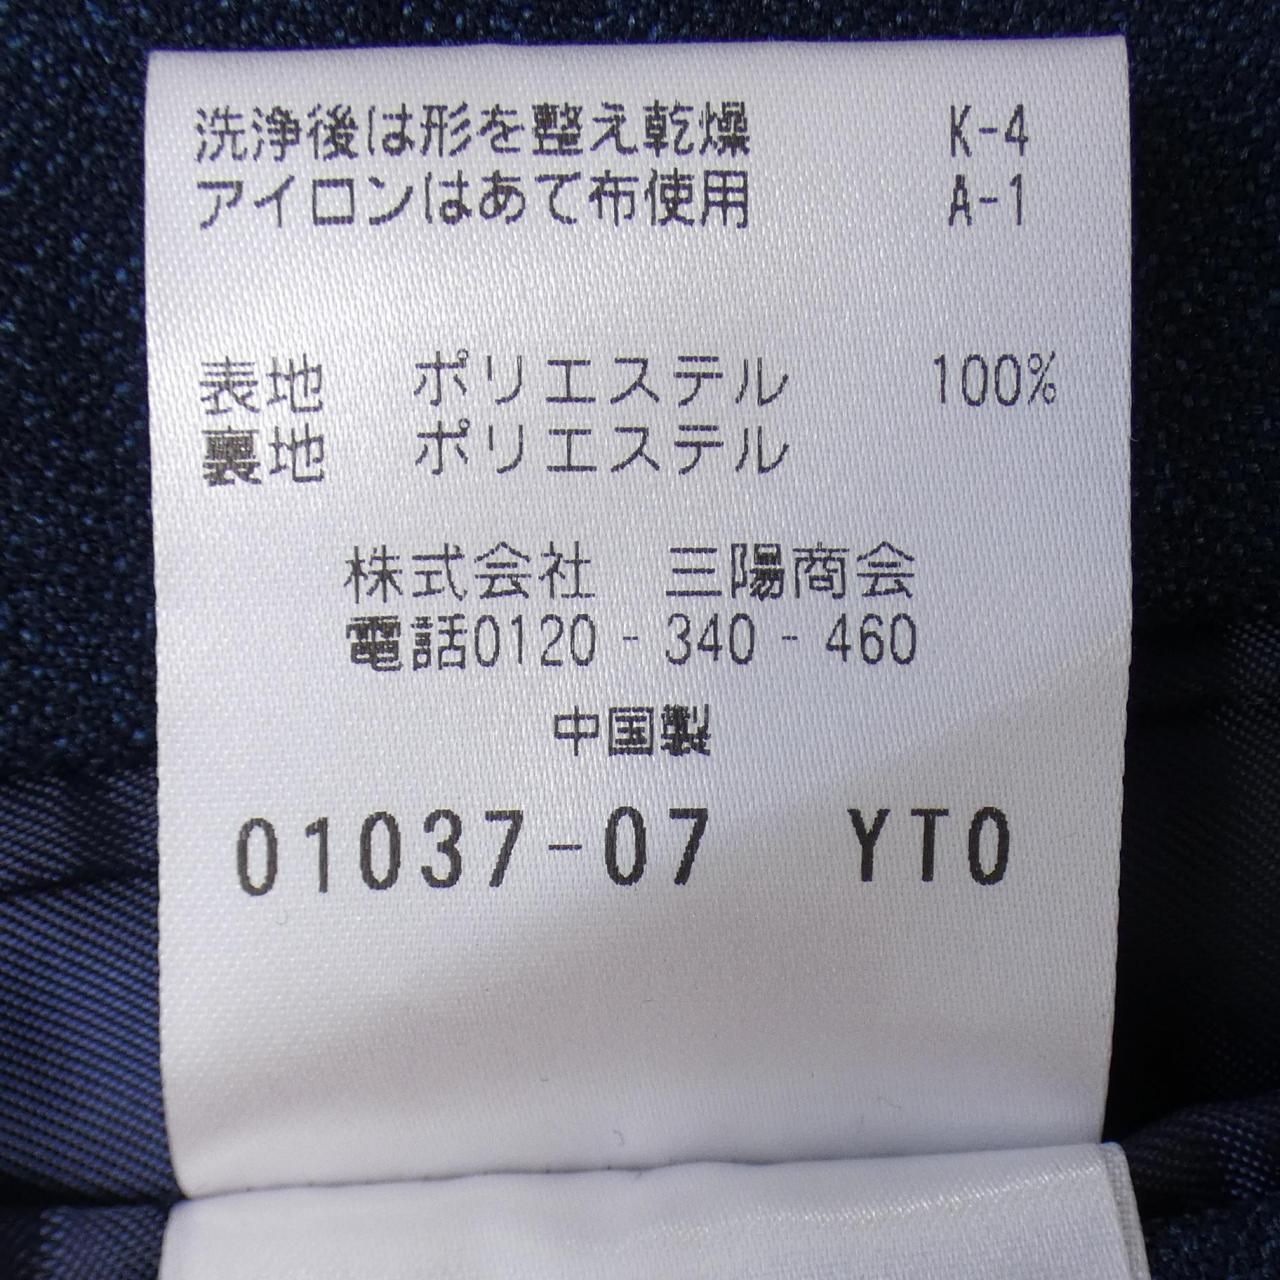 洗浄後は形を整え乾燥 K-4
アイロンはあて布使用 A-1
表地 ポリエステル 100%
裏地 ポリエステル
株式会社 三陽商会
電話0120-340-460
中国製
01037-07 YTO